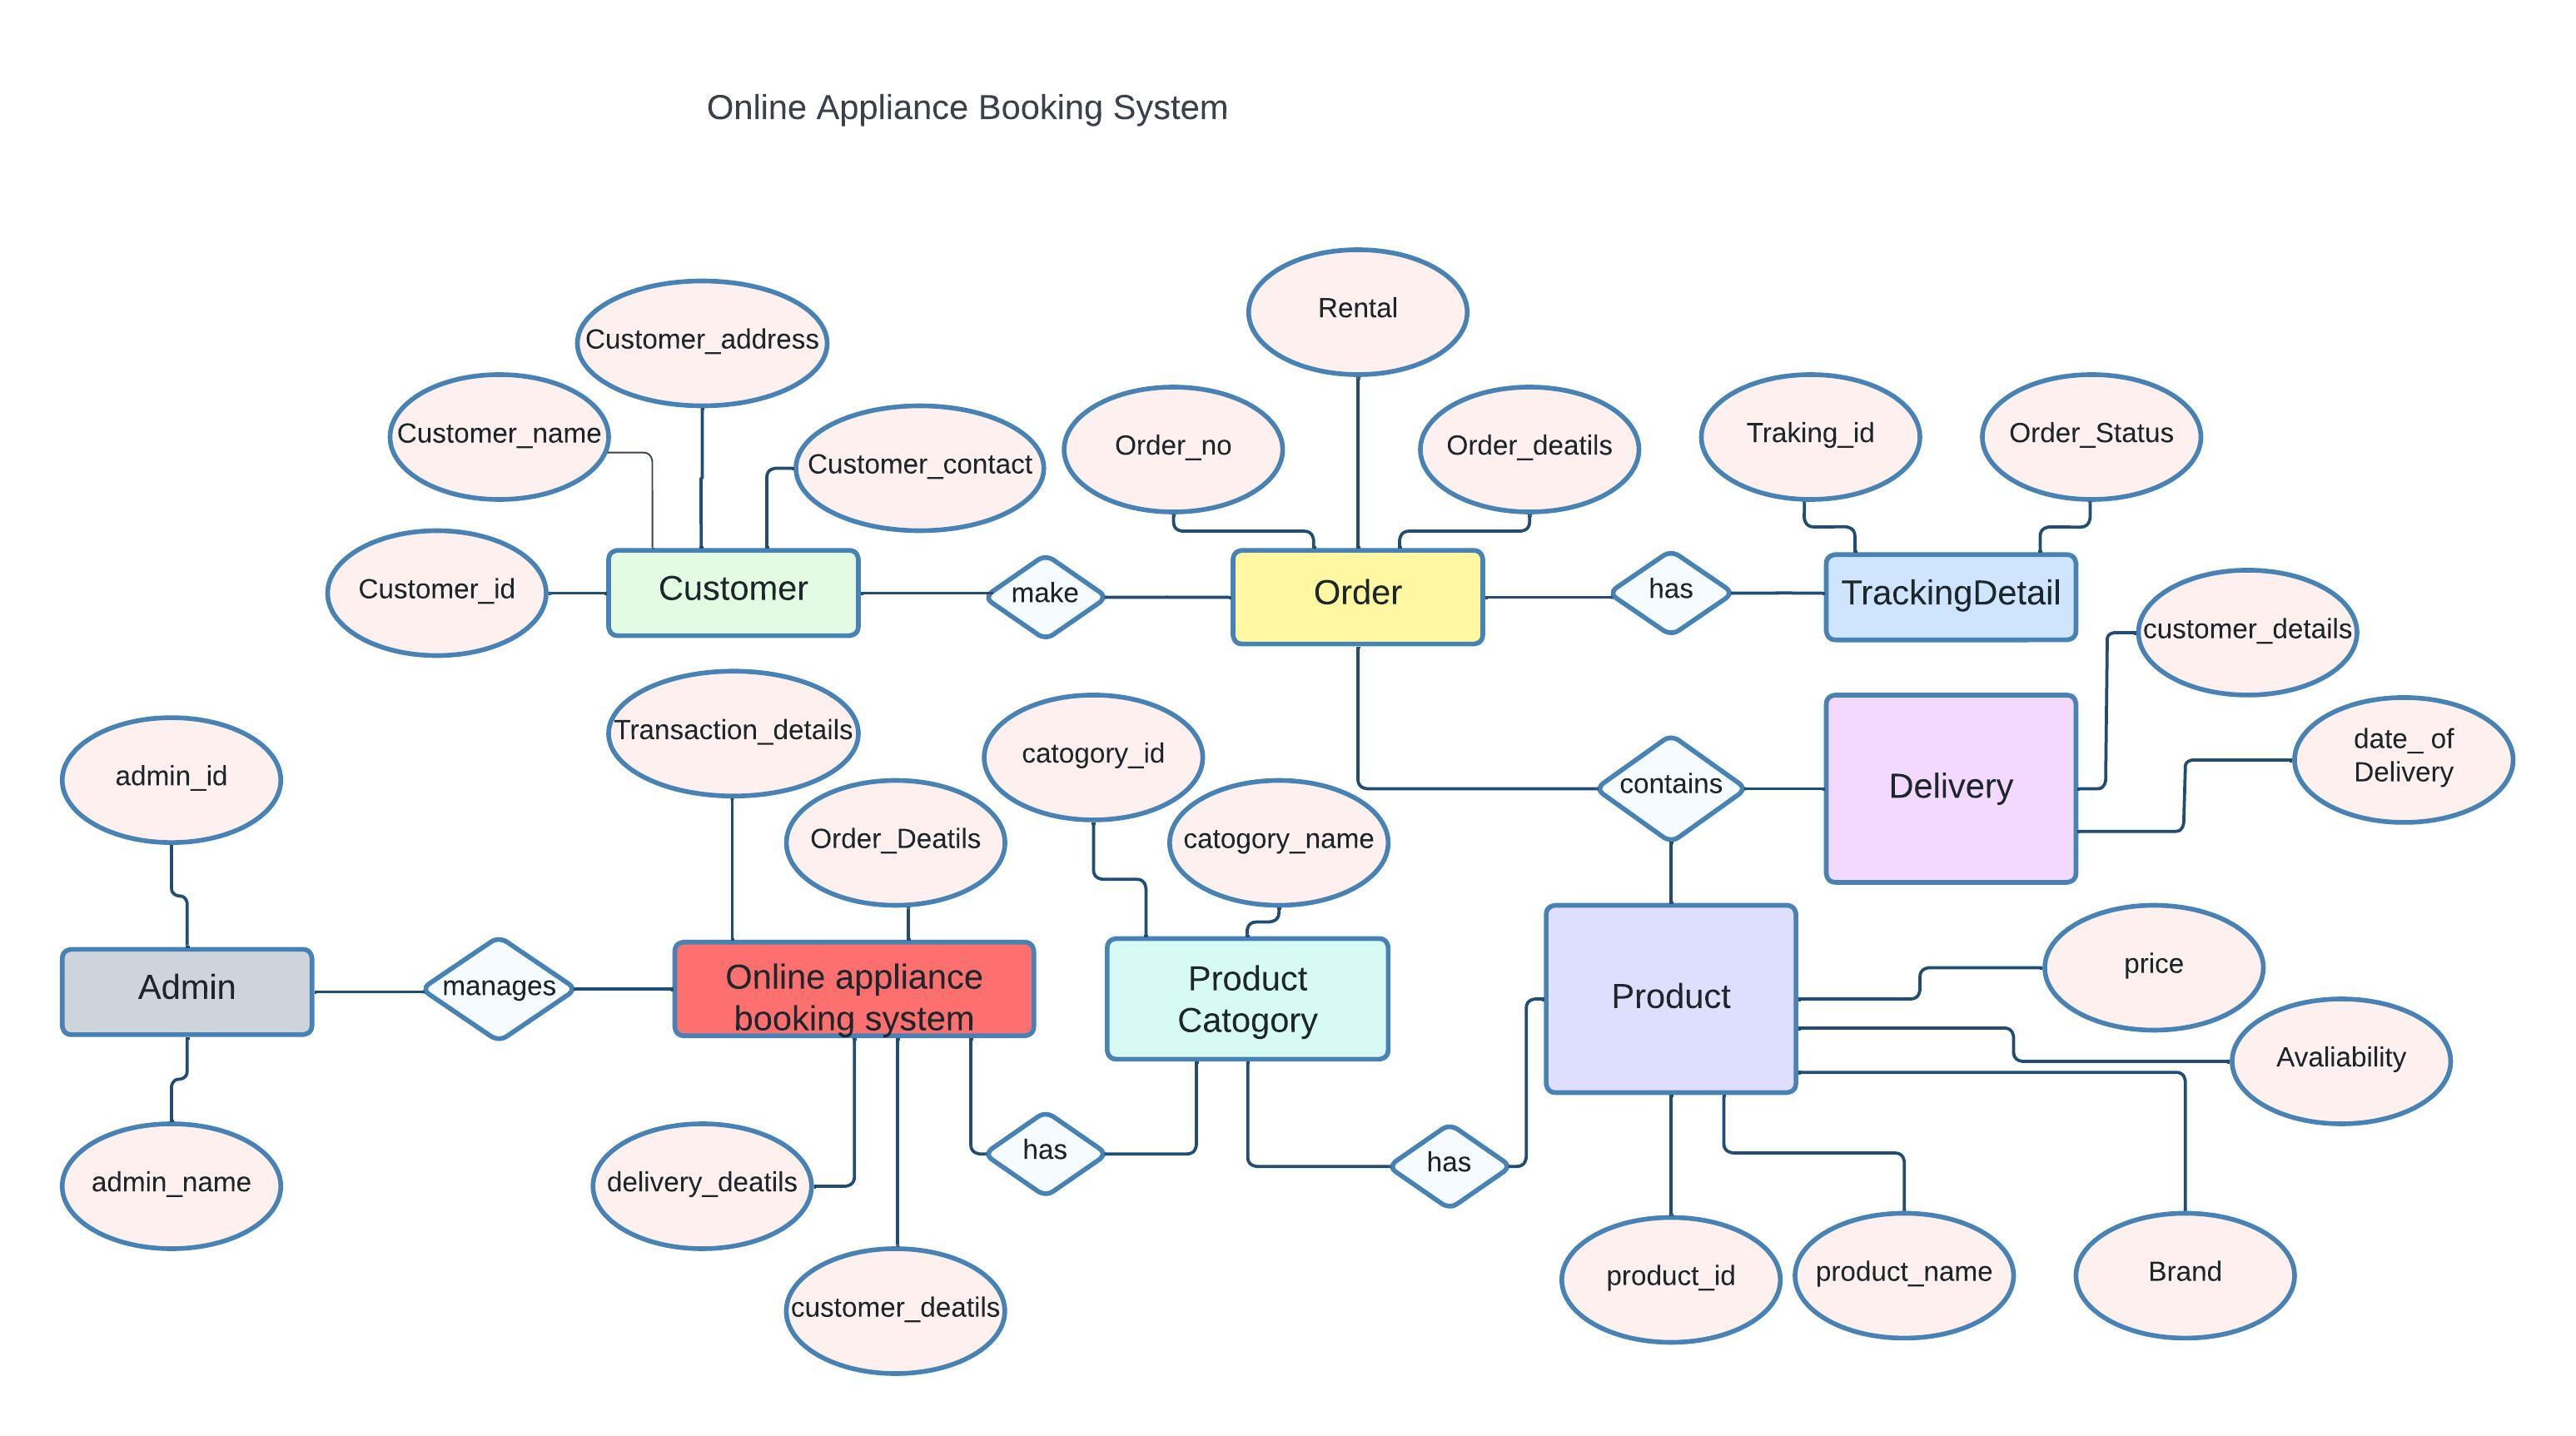 Online Appliance Booking System
Rental
Customer_address
Customer_name
Customer_contact
Order_no
Order_deatils
Traking_id
Order_Status
Customer_id
Customer
make
Order
has
TrackingDetail
customer_details
Transaction_details
catogory_id
admin_id
Order_Deatils
catogory_name
contains
Delivery
date_ of
Delivery
Admin
manages
Online appliance
booking system
Product
Catogory
Product
price
Avaliability
admin_name
delivery_deatils
has
has
customer_deatils
product_id
product_name
Brand